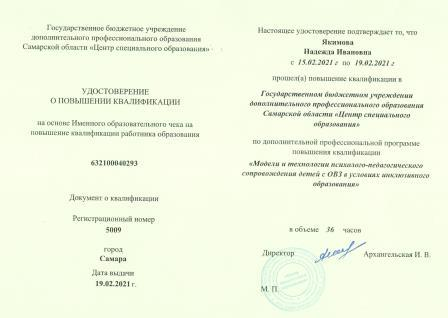 Государственное бюджетное учреждение
дополнительного профессионального образования
Самарской области «Центр специального образования»
УДОСТОВЕРЕНИЕ
О ПОВЫШЕНИИ КВАЛИФИКАЦИИ
на основе Именного образовательного чека на
повышение квалификации работника образования
632100040293
Документ о квалификации
Регистрационный номер
5009
город
Самара
Дата выдачи
19.02.2021 г.
Настоящее удостоверение подтверждает то, что
Якимова
Надежда Ивановна
с 15.02.2021 г по 19.02.2021 г
прошел(а) повышение квалификации в
Государственном бюджетном учреждении
дополнительного профессионального образования
Самарской области «Центр специального
образования»
по дополнительной профессиональной программе
повышения квалификации
«Модели и технологии психолого-педагогического
сопровождения детей с ОВЗ в условиях инклюзивного
образования»
в объеме 36 часов
Директор Архангельская И. В.
М. П.